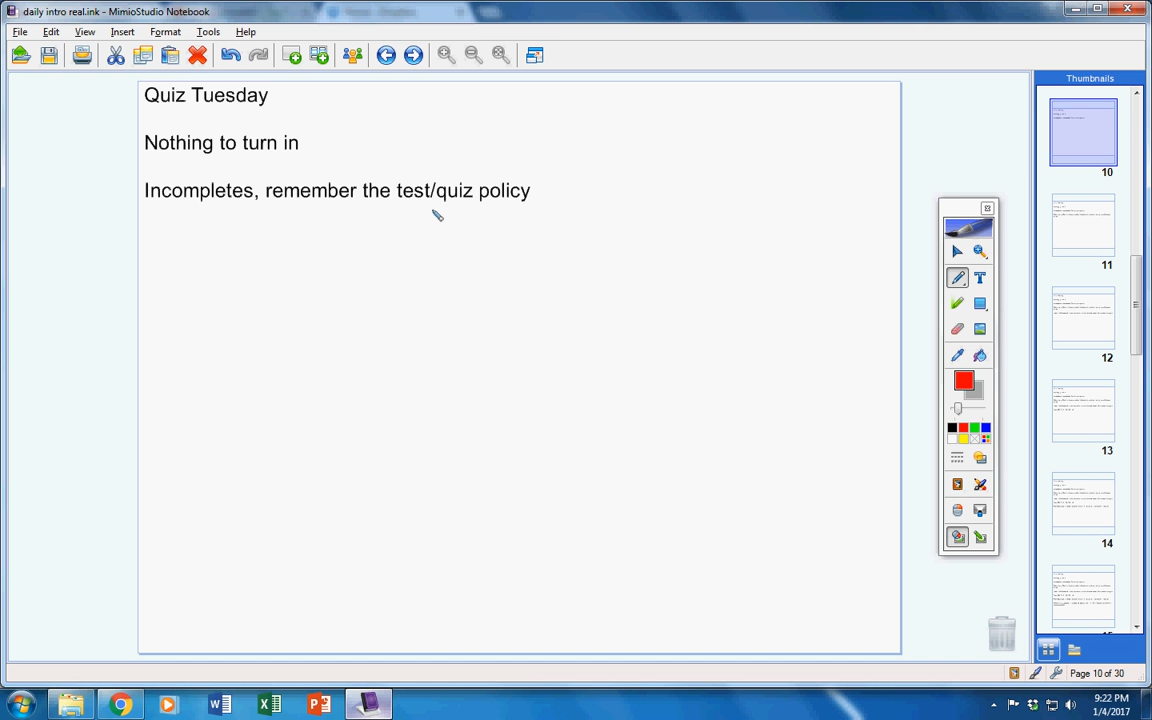 daily intro real.ink - MimioStudio Notebook
File Edit View Insert Format Tools Help
Thumbnails
Quiz Tuesday
Nothing to turn in
Incompletes, remember the test/quiz policy
10
11
12
13
14
Page 10 of 30
9:22 PM
1/4/2017